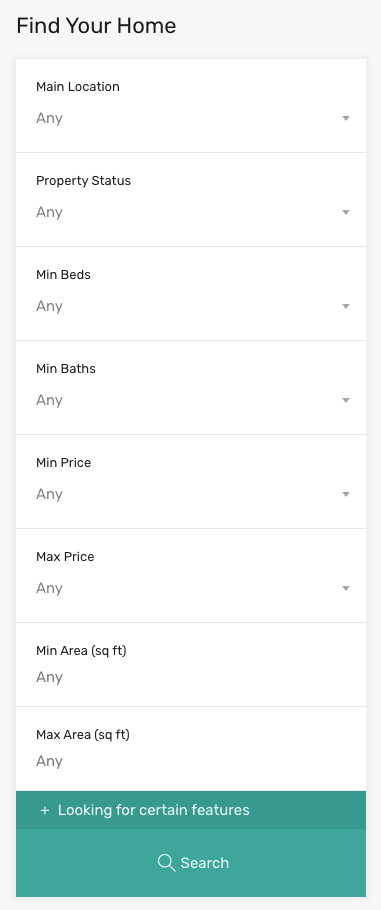 Find Your Home
Main Location
Any
Property Status
Any
Min Beds
Any
Min Baths
Any
Min Price
Any
Max Price
Any
Min Area (sq ft)
Any
Max Area (sq ft)
Any
+ Looking for certain features
Search